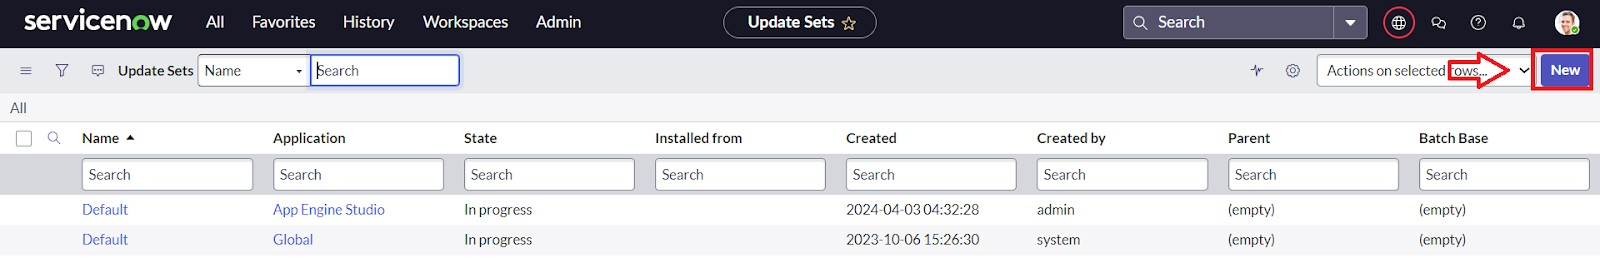 servicenow All Favorites History Workspaces Admin Update Sets Search
Update Sets Name Search Actions on selected rows... New
All
Name Application State Installed from Created Created by Parent Batch Base
Search Search Search Search Search Search Search Search
Default App Engine Studio In progress 2024-04-03 04:32:28 admin (empty) (empty)
Default Global In progress 2023-10-06 15:26:30 system (empty) (empty)